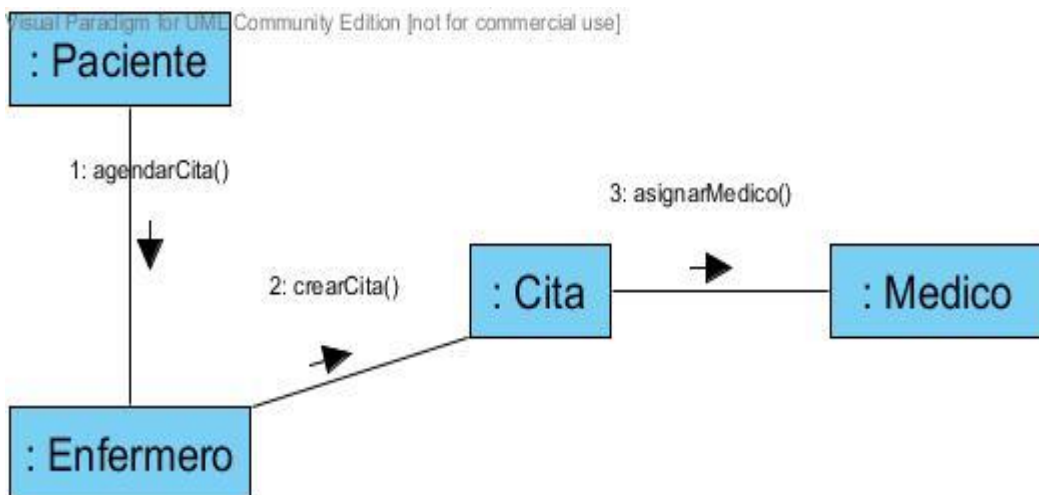 Visual Paradigm for UML Community Edition [not for commercial use]
: Paciente
1: agendarCita()
3: asignarMedico()
2: crearCita()
: Cita
: Medico
: Enfermero